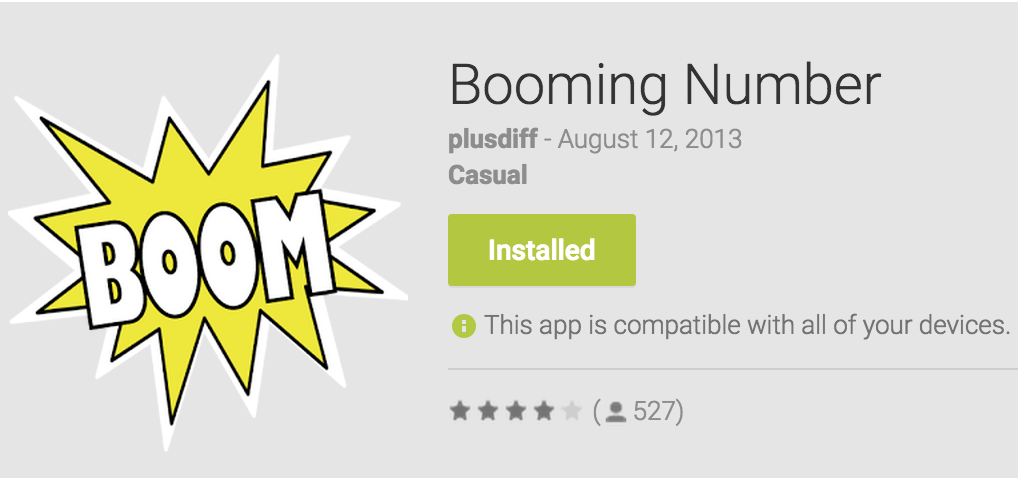 BOOM
Booming Number
plusdiff - August 12, 2013
Casual
Installed
This app is compatible with all of your devices.
(527)